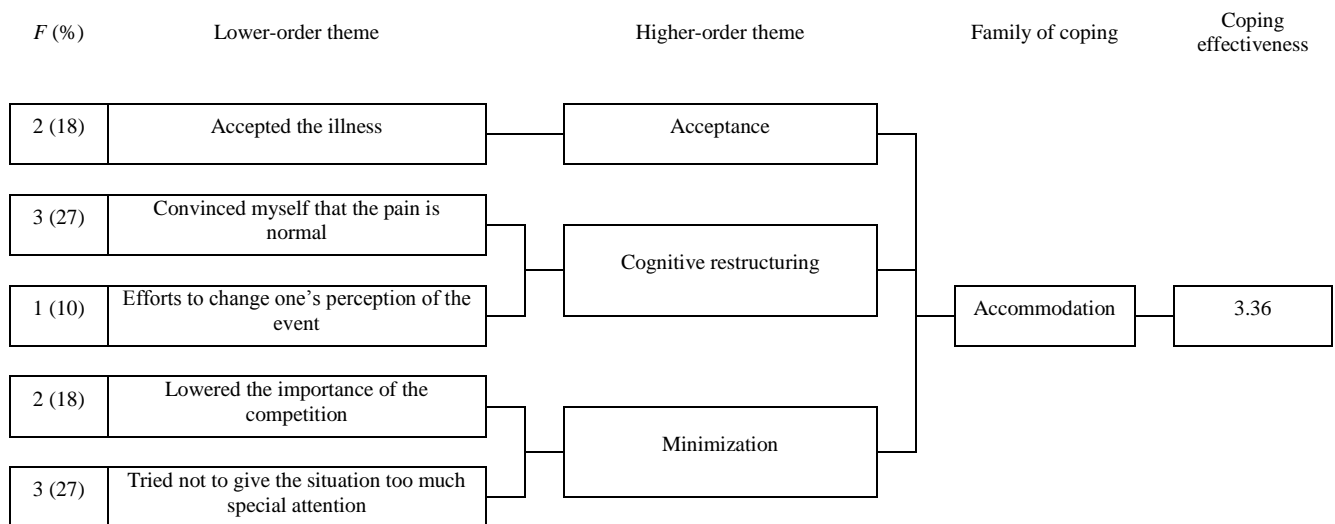 F (%)
Lower-order theme
Higher-order theme
Family of coping
Coping
effectiveness
2 (18)
Accepted the illness
Acceptance
3 (27)
Convinced myself that the pain is
normal
Cognitive restructuring
1 (10)
Efforts to change one’s perception of the
event
Accommodation
3.36
2 (18)
Lowered the importance of the
competition
Minimization
3 (27)
Tried not to give the situation too much
special attention